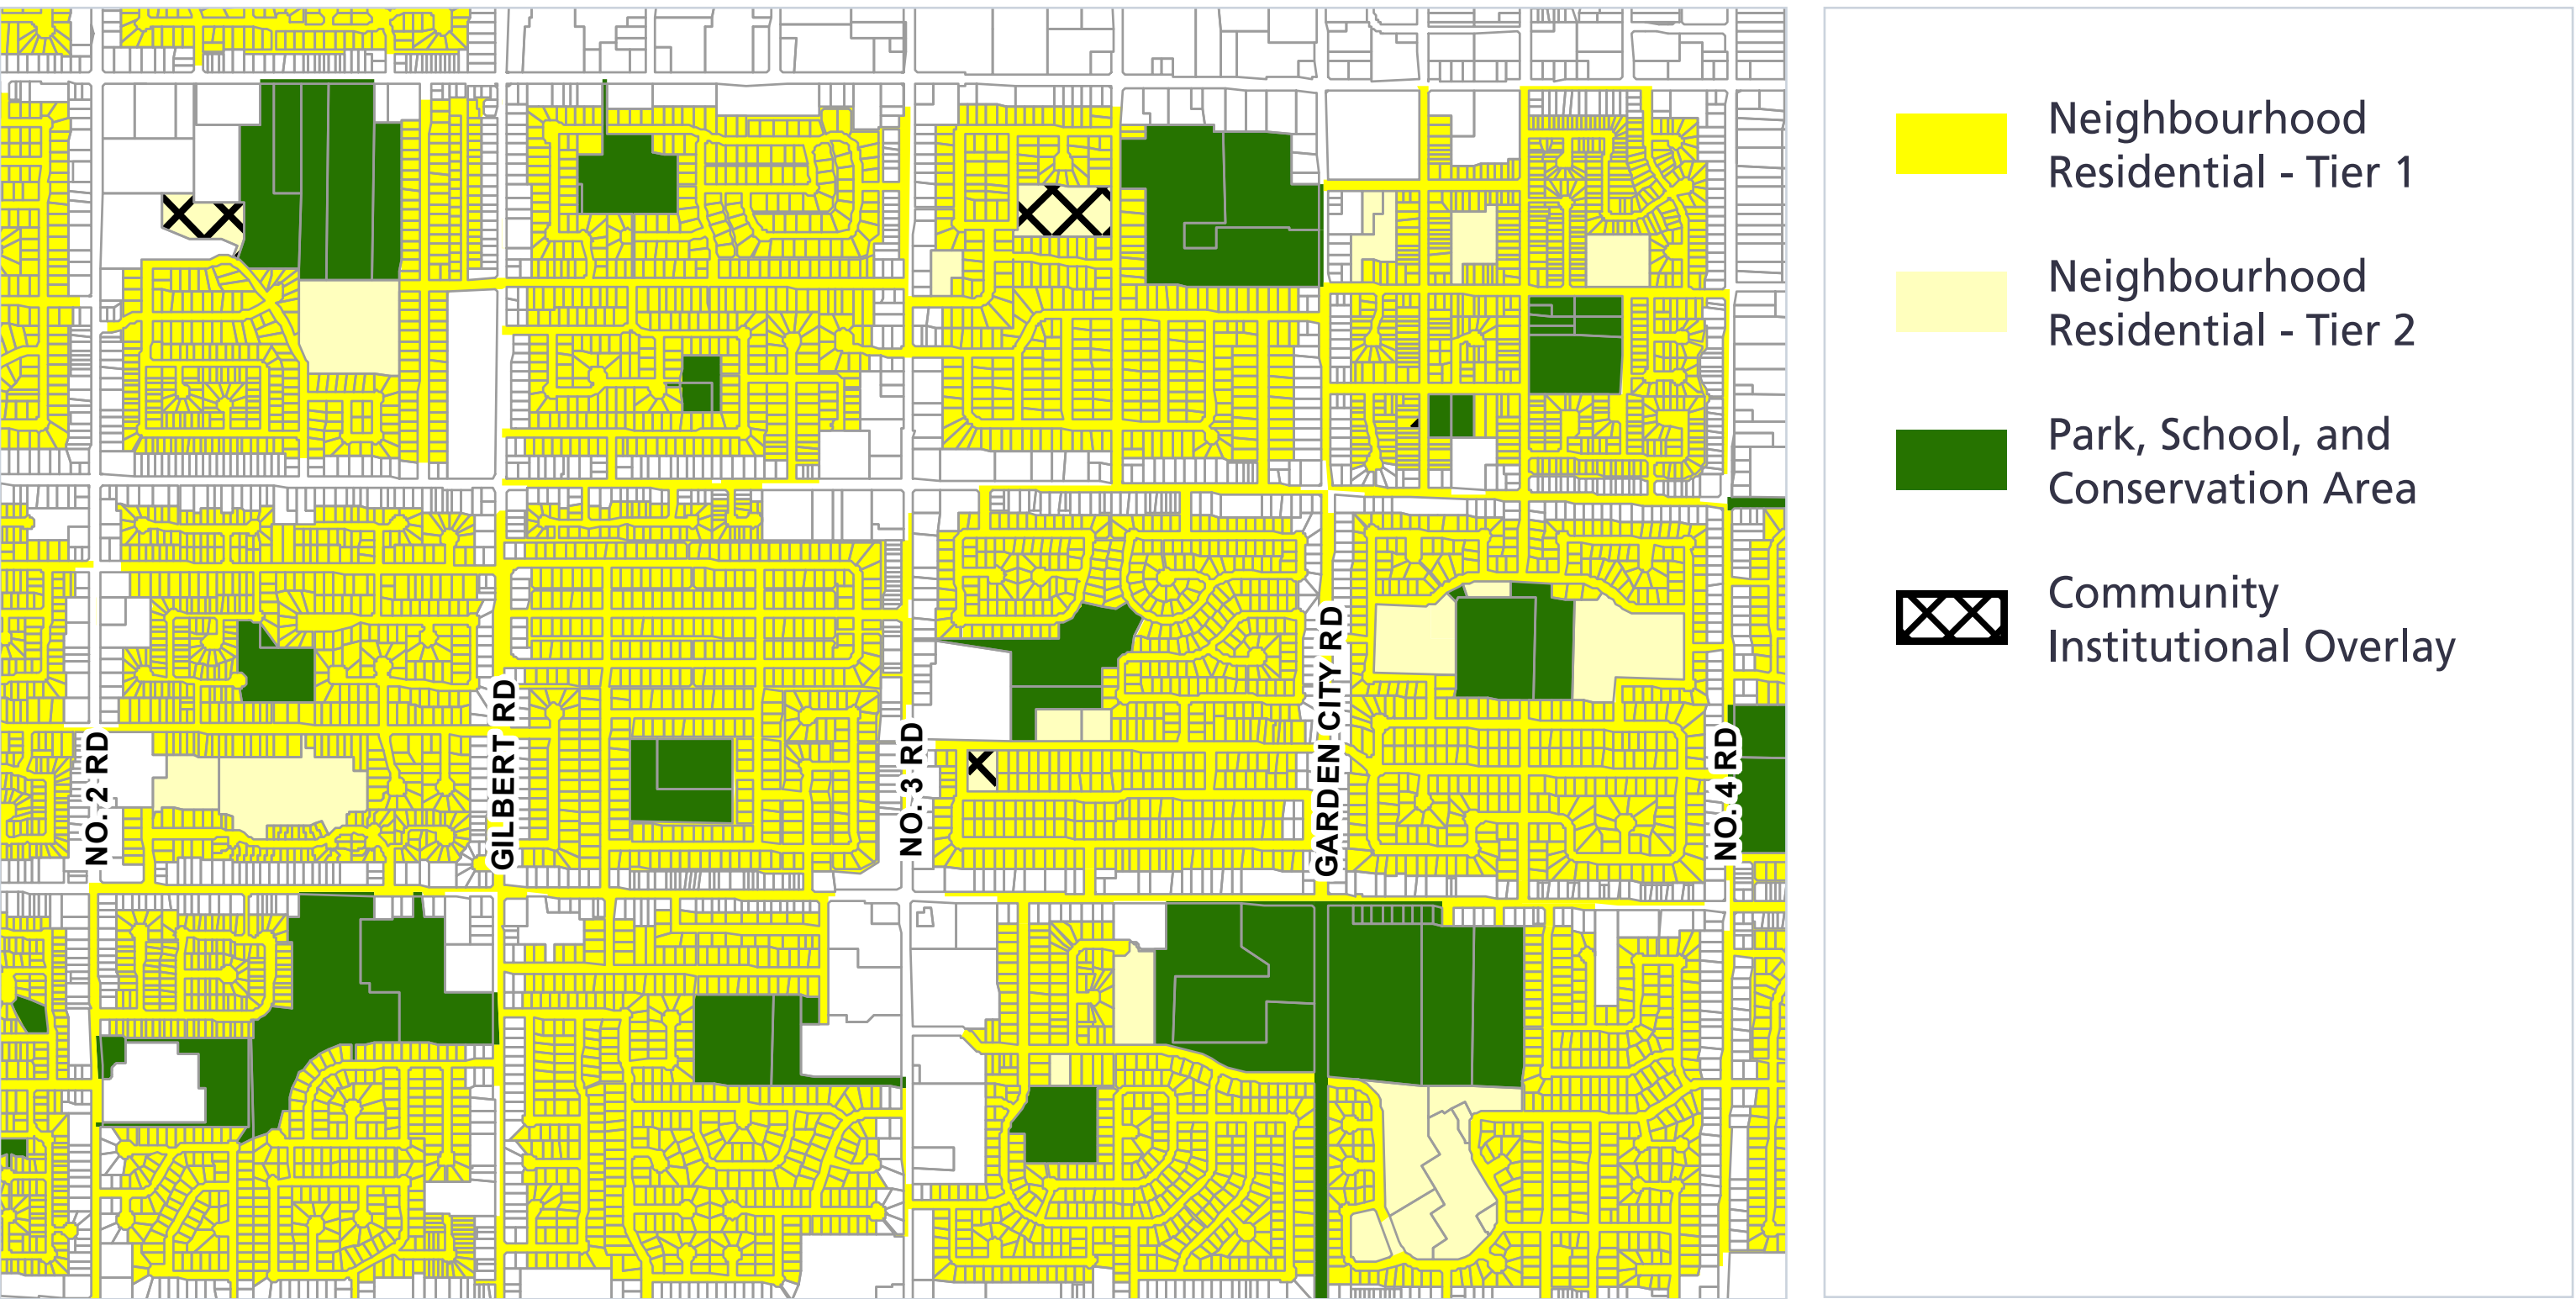 NO. 2 RD
GILBERT RD
NO. 3 RD
GARDEN CITY RD
NO. 4 RD
Neighbourhood
Residential - Tier 1
Neighbourhood
Residential - Tier 2
Park, School, and
Conservation Area
Community
Institutional Overlay